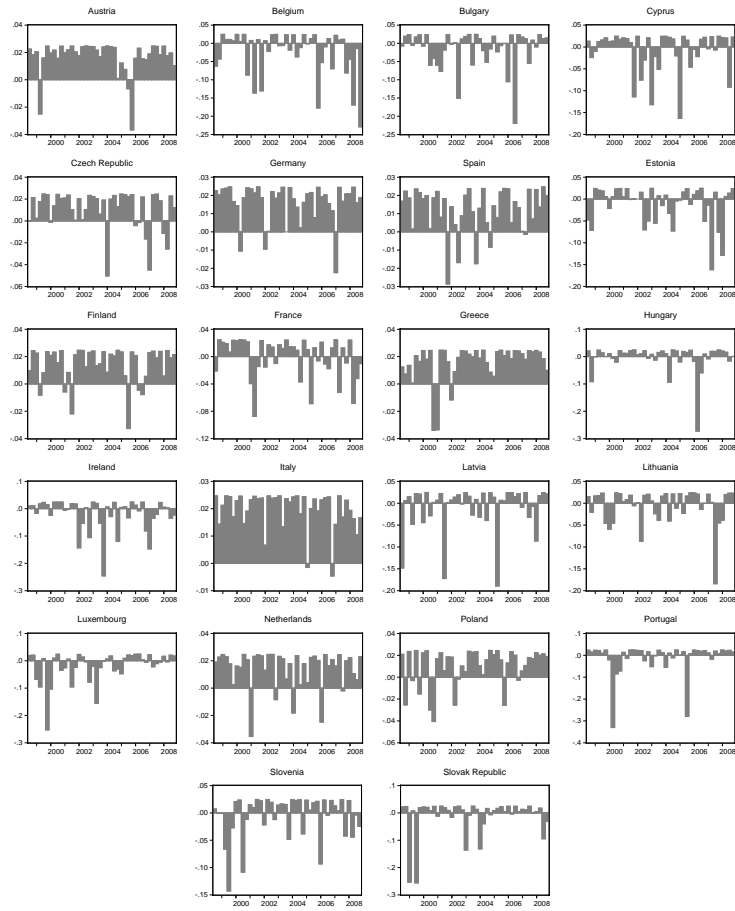 Austria
.04
.02
.00
-.02
-.04
2000 2002 2004 2006 2008
Belgium
.05
.00
-.05
-.10
-.15
-.20
-.25
2000 2002 2004 2006 2008
Bulgary
.05
.00
-.05
-.10
-.15
-.20
-.25
2000 2002 2004 2006 2008
Cyprus
.05
.00
-.05
-.10
-.15
-.20
2000 2002 2004 2006 2008
Czech Republic
.04
.02
.00
-.02
-.04
-.06
2000 2002 2004 2006 2008
Germany
.03
.01
.00
-.01
-.03
2000 2002 2004 2006 2008
Spain
.03
.01
.00
-.01
-.03
2000 2002 2004 2006 2008
Estonia
.05
.00
-.05
-.10
-.15
-.20
2000 2002 2004 2006 2008
Finland
.04
.02
.00
-.02
-.04
2000 2002 2004 2006 2008
France
.04
.00
-.04
-.08
-.12
2000 2002 2004 2006 2008
Greece
.04
.02
.00
-.02
-.04
2000 2002 2004 2006 2008
Hungary
.1
.0
-.1
-.2
-.3
2000 2002 2004 2006 2008
Ireland
.1
.0
-.1
-.2
-.3
2000 2002 2004 2006 2008
Italy
.03
.02
.01
.00
-.01
2000 2002 2004 2006 2008
Latvia
.05
.00
-.05
-.10
-.15
-.20
2000 2002 2004 2006 2008
Lithuania
.05
.00
-.05
-.10
-.15
-.20
2000 2002 2004 2006 2008
Luxembourg
.1
.0
-.1
-.2
-.3
2000 2002 2004 2006 2008
Netherlands
.04
.02
.00
-.02
-.04
2000 2002 2004 2006 2008
Poland
.04
.02
.00
-.02
-.04
-.06
2000 2002 2004 2006 2008
Portugal
.1
.0
-.1
-.2
-.3
-.4
2000 2002 2004 2006 2008
Slovenia
.05
.00
-.05
-.10
-.15
2000 2002 2004 2006 2008
Slovak Republic
.1
.0
-.1
-.2
-.3
2000 2002 2004 2006 2008